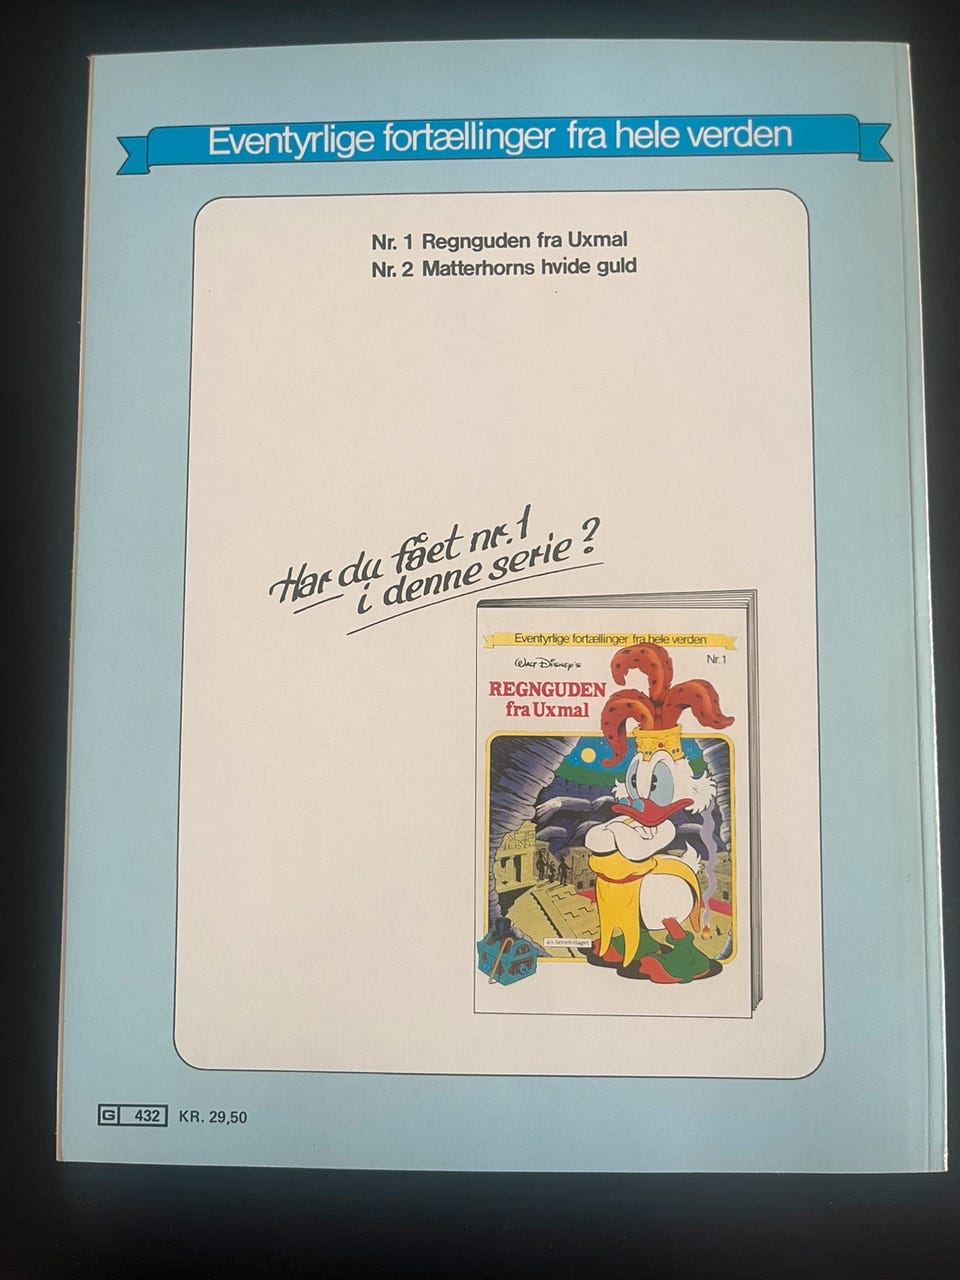 Eventyrlige fortællinger fra hele verden
Nr. 1 Regnguden fra Uxmal
Nr. 2 Matterhorns hvide guld
Har du fået nr. 1
i denne serie?
Eventyrlige fortællinger fra hele verden
Walt Disney's
Nr. 1
REGNGUDEN
fra Uxmal
a.s. Serieforlaget
G 432 KR. 29,50